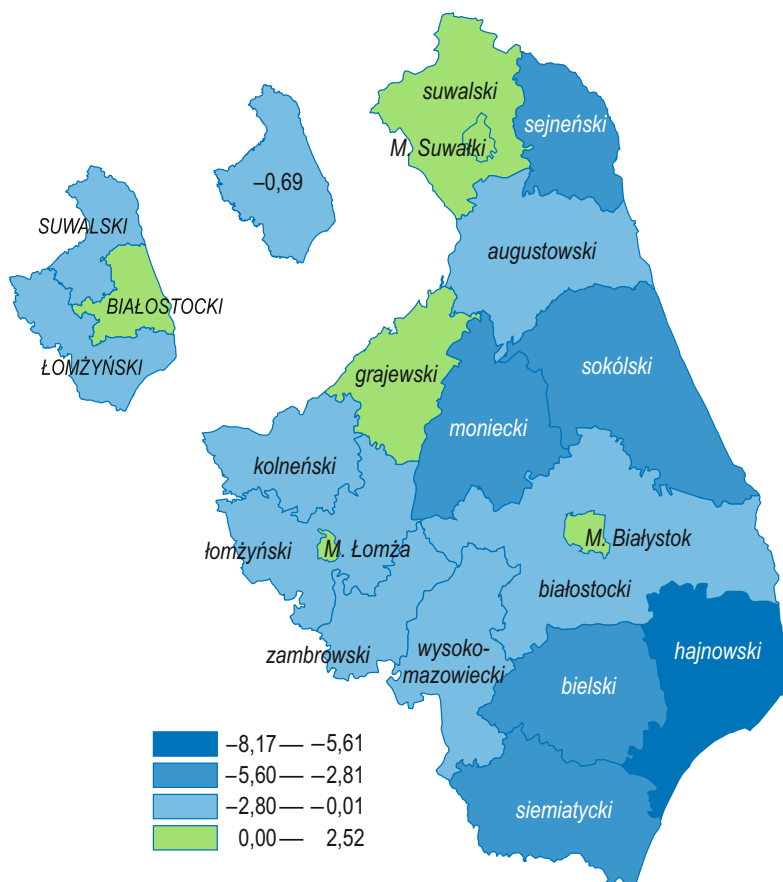 suwalski
sejneński
M. Suwałki
–0,69
SUWALSKI
augustowski
BIAŁOSTOCKI
ŁOMŻYŃSKI
grajewski
sokólski
moniecki
kolneński
M. Białystok
łomżyński
M. Łomża
białostocki
zambrowski
wysoko-
mazowiecki
hajnowski
bielski
–8,17 — –5,61
–5,60 — –2,81
–2,80 — –0,01
0,00 — 2,52
siemiatycki